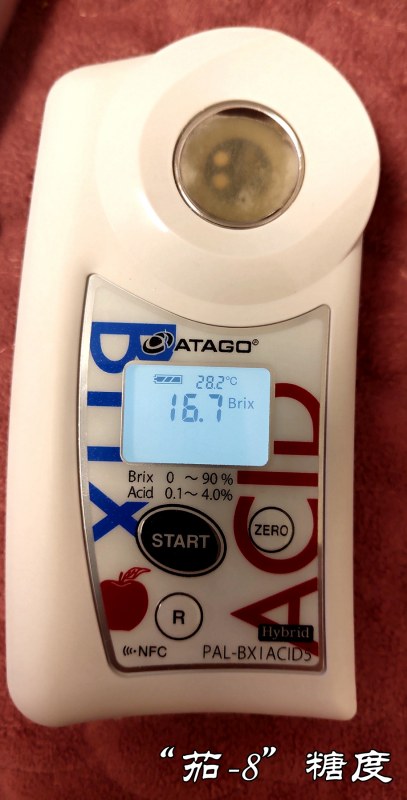 BrIX
ATAGO®
28.2°C
16.7 Brix
Brix 0 ~90%
Acid 0.1~4.0%
ACID
START
ZERO
R
Hybrid
NFC
PAL-BX|ACID5
“茄-8”糖度